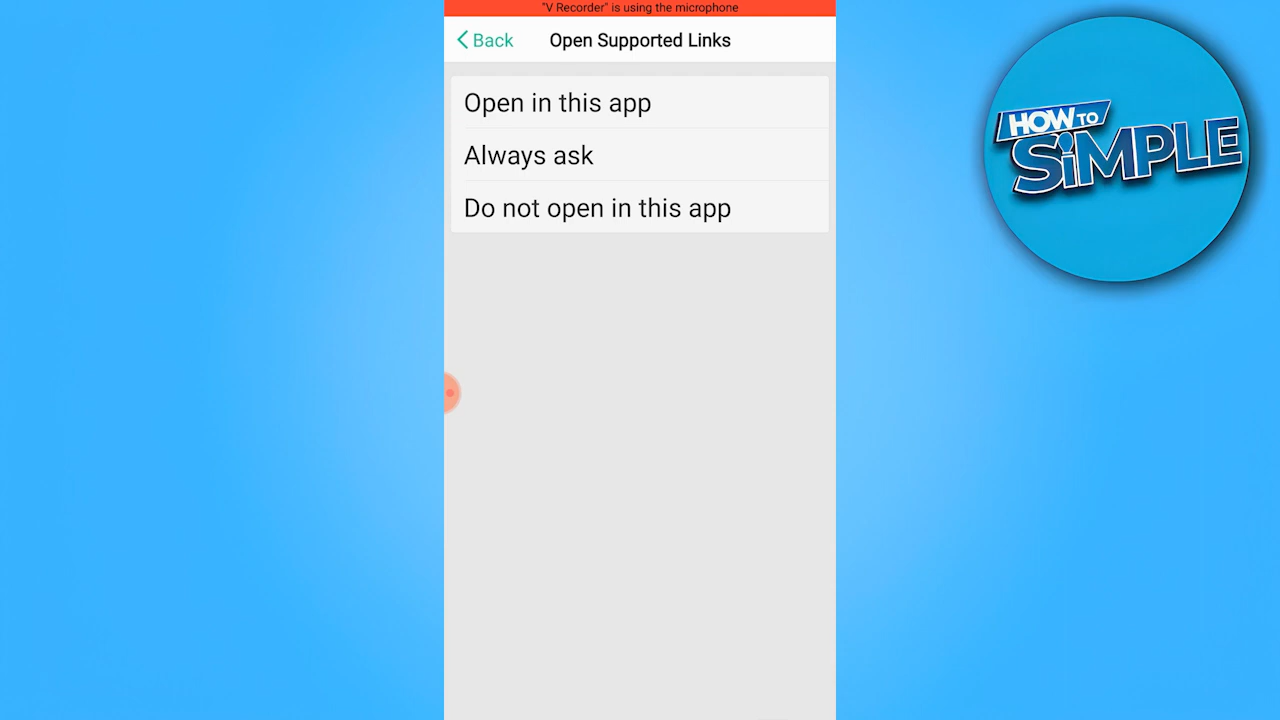 "V Recorder" is using the microphone
Back
Open Supported Links
HOW TO
SiMPLE
Open in this app
Always ask
Do not open in this app